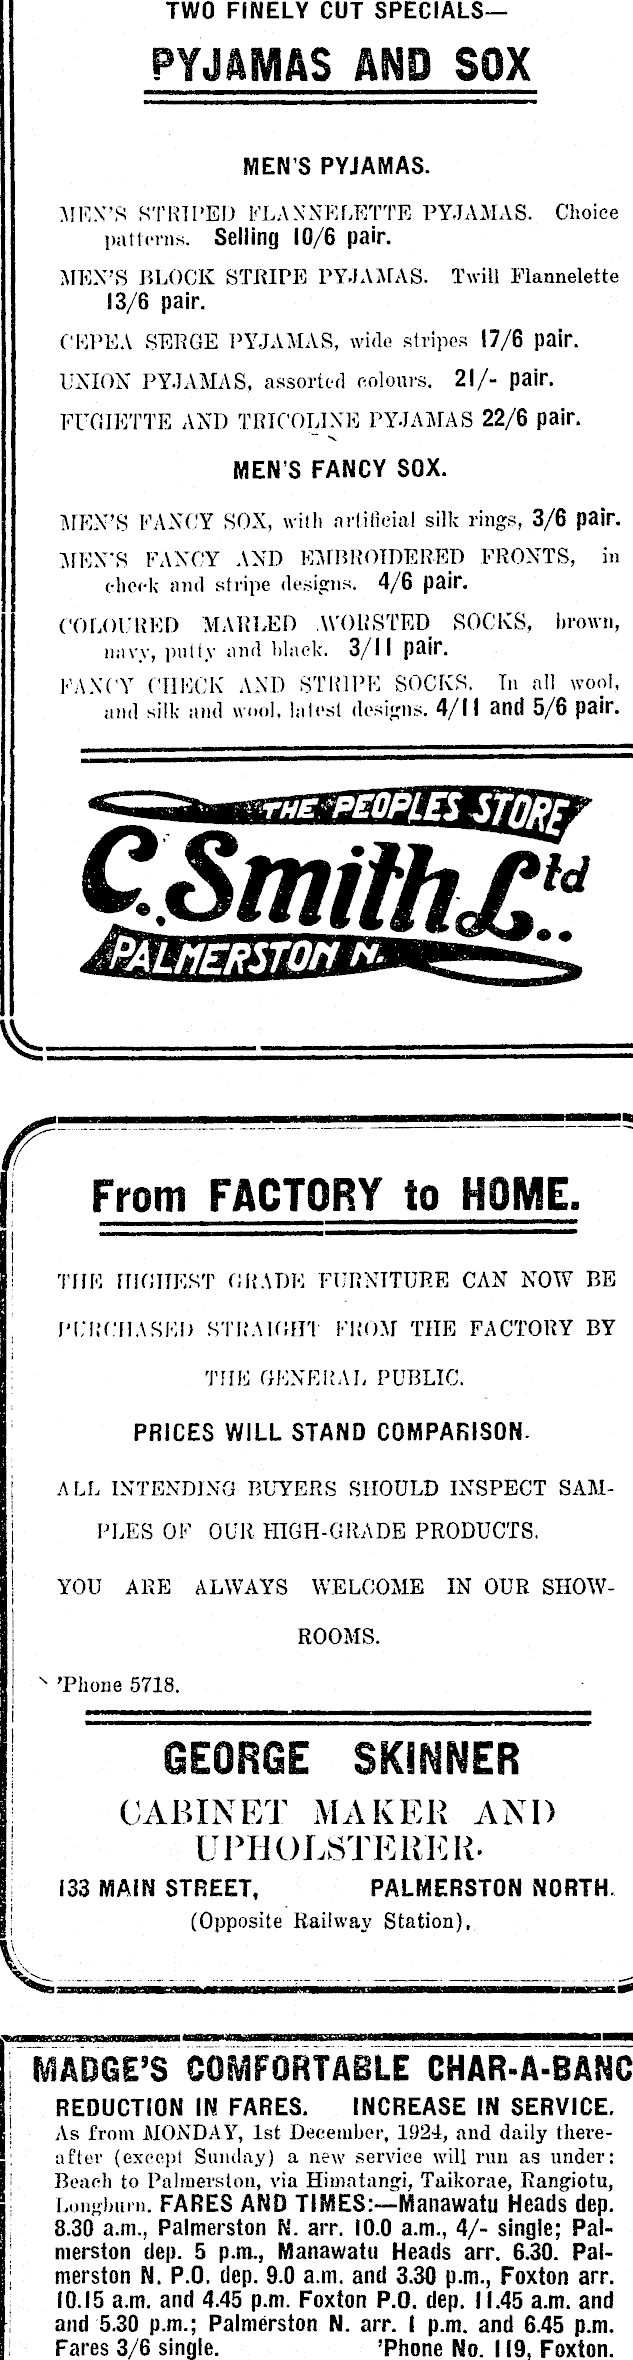 TWO FINELY CUT SPECIALS—
PYJAMAS AND SOX
MEN'S PYJAMAS.
MEN'S STRIPED FLANNELETTE PYJAMAS. Choice
patterns. Selling 10/6 pair.
MEN'S BLOCK STRIPE PYJAMAS. Twill Flannelette
13/6 pair.
CEPEA SERGE PYJAMAS, wide stripes 17/6 pair.
UNION PYJAMAS, assorted colours. 21/- pair.
FUGIETTE AND TRICOLINE PYJAMAS 22/6 pair.
MEN'S FANCY SOX.
MEN'S FANCY SOX, with artificial silk rings, 3/6 pair.
MEN'S FANCY AND EMBROIDERED FRONTS, in
check and stripe designs. 4/6 pair.
COLOURED MARLED WORSTED SOCKS, brown,
navy, putty and black. 3/11 pair.
FANCY CHECK AND STRIPE SOCKS. In all wool,
and silk and wool, latest designs. 4/11 and 5/6 pair.
THE PEOPLES STORE
C. Smith Ltd..
PALMERSTON N.
From FACTORY to HOME.
THE HIGHEST GRADE FURNITURE CAN NOW BE
PURCHASED STRAIGHT FROM THE FACTORY BY
THE GENERAL PUBLIC.
PRICES WILL STAND COMPARISON.
ALL INTENDING BUYERS SHOULD INSPECT SAM-
PLES OF OUR HIGH-GRADE PRODUCTS.
YOU ARE ALWAYS WELCOME IN OUR SHOW-
ROOMS.
'Phone 5718.
GEORGE SKINNER
CABINET MAKER AND
UPHOLSTERER.
133 MAIN STREET, PALMERSTON NORTH.
(Opposite Railway Station).
MADGE'S COMFORTABLE CHAR-A-BANC
REDUCTION IN FARES. INCREASE IN SERVICE.
As from MONDAY, 1st December, 1924, and daily there-
after (except Sunday) a new service will run as under:
Beach to Palmerston, via Himatangi, Taikorae, Rangiotu,
Longburn. FARES AND TIMES:—Manawatu Heads dep.
8.30 a.m., Palmerston N. arr. 10.0 a.m., 4/- single; Pal-
merston dep. 5 p.m., Manawatu Heads arr. 6.30. Pal-
merston N. P.O. dep. 9.0 a.m. and 3.30 p.m., Foxton arr.
10.15 a.m. and 4.45 p.m. Foxton P.O. dep. 11.45 a.m. and
and 5.30 p.m.; Palmerston N. arr. 1 p.m. and 6.45 p.m.
Fares 3/6 single. 'Phone No. 119, Foxton.